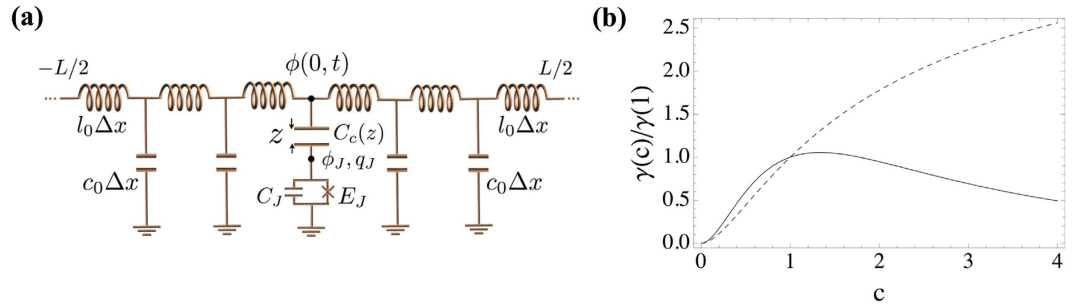 (a)
−L/2
ϕ(0, t)
L/2
l₀Δx
z
C_c(z)
l₀Δx
ϕ_J, q_J
c₀Δx
C_J
E_J
c₀Δx
(b)
γ(c)/γ(1)
2.5
2.0
1.5
1.0
0.5
0.0
0
1
2
3
4
c